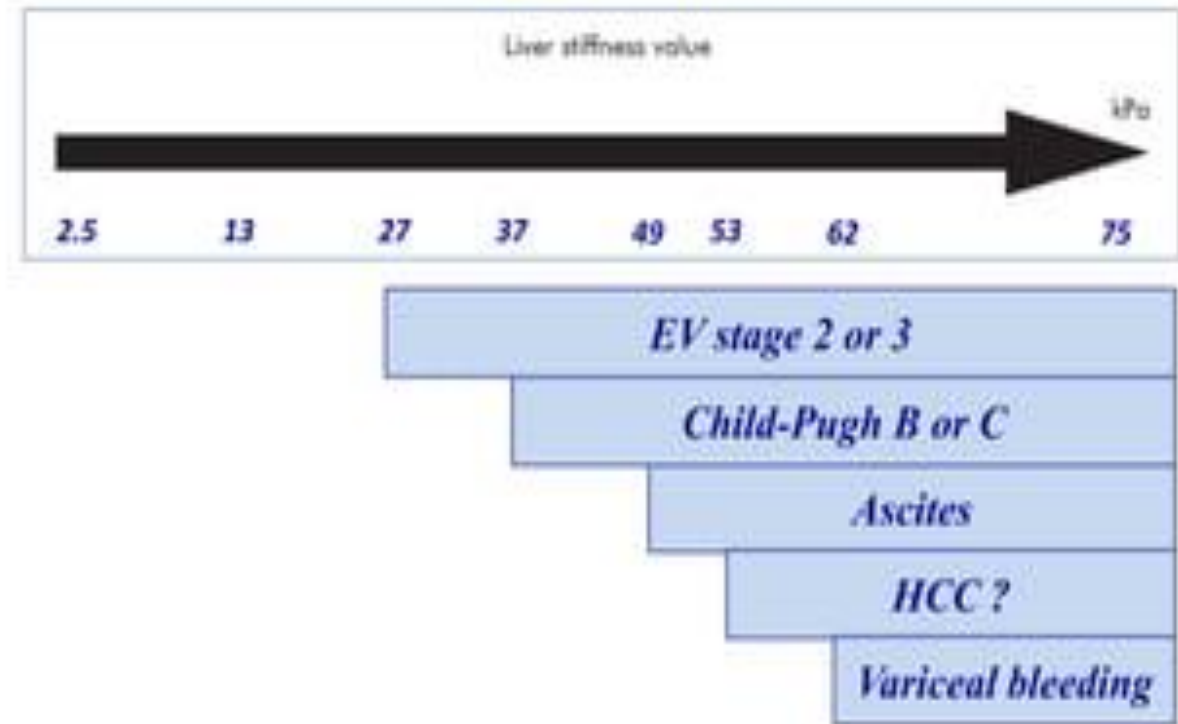 Liver stiffness value
kPa
2.5 13 27 37 49 53 62 75
EV stage 2 or 3
Child-Pugh B or C
Ascites
HCC ?
Variceal bleeding